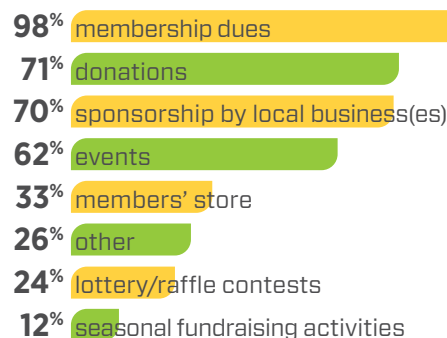 98% membership dues
71% donations
70% sponsorship by local business(es)
62% events
33% members’ store
26% other
24% lottery/raffle contests
12% seasonal fundraising activities